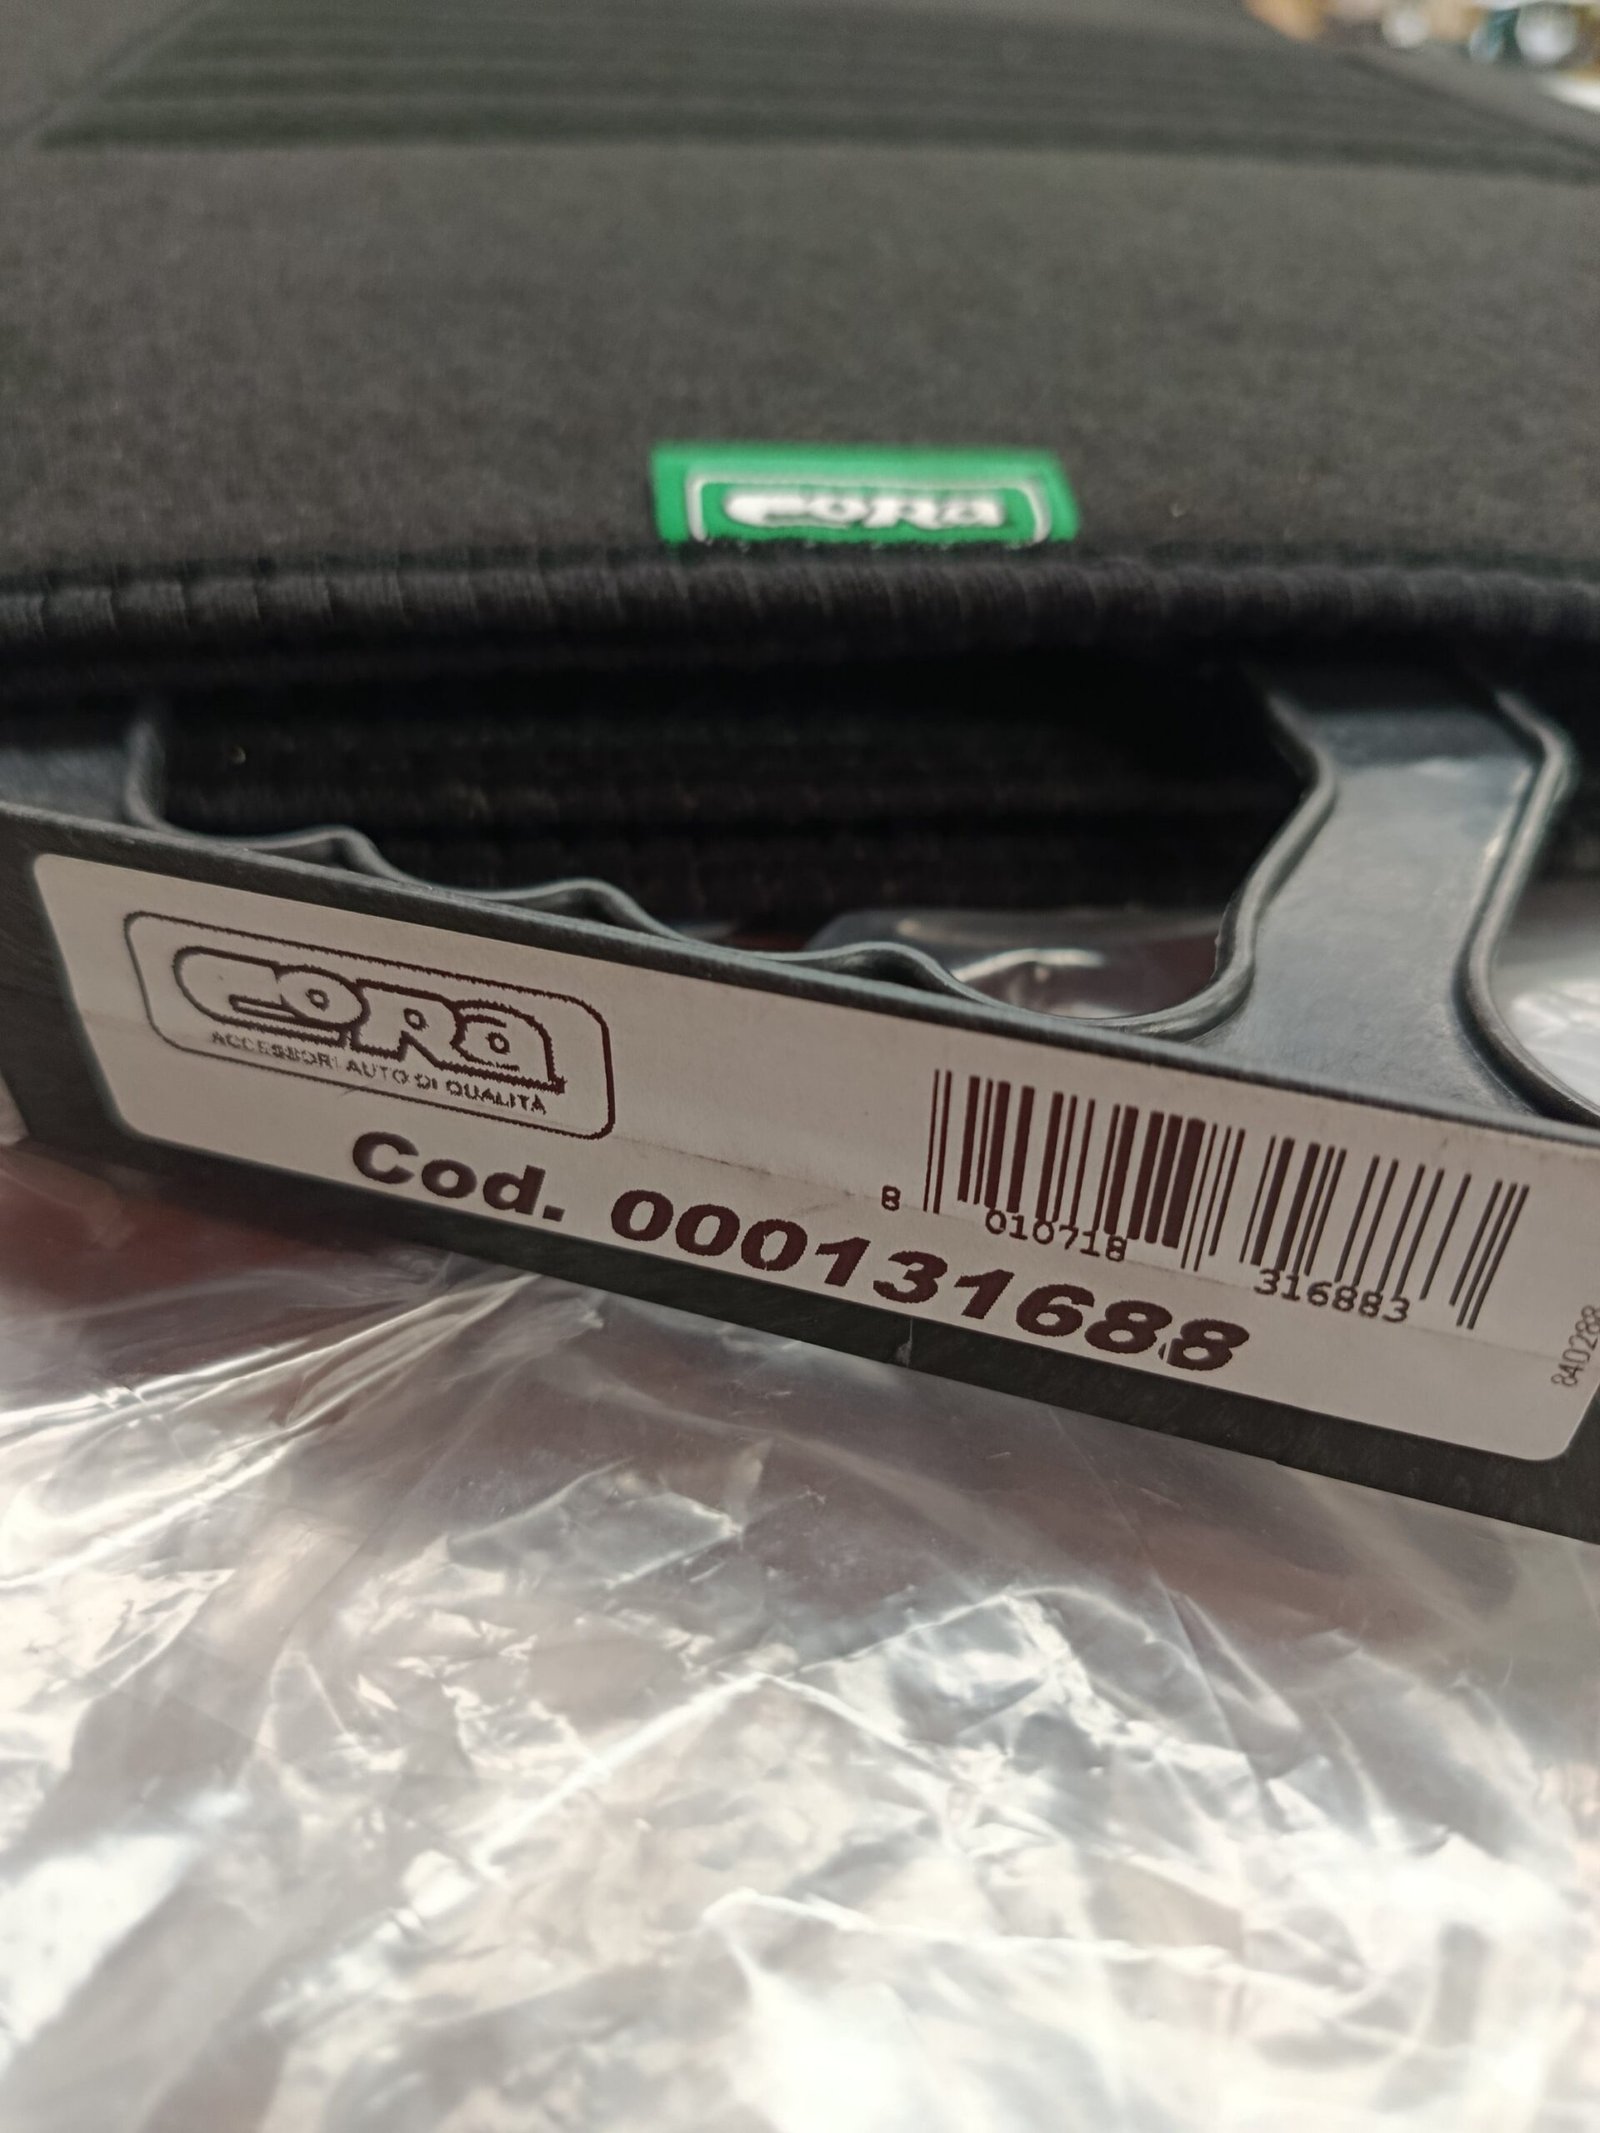 CORA
CORA
ACCESSORI AUTO DI QUALITÀ
Cod. 000131688
8 010718 316883
840288